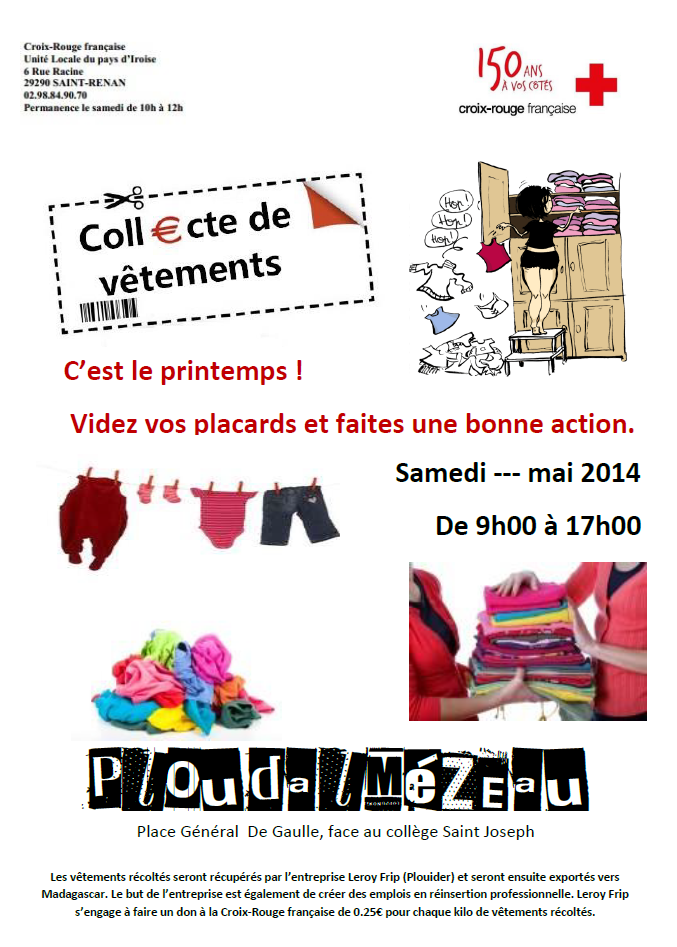 Croix-Rouge française
Unité Locale du pays d'Iroise
6 Rue Racine
29290 SAINT-RENAN
02.98.84.90.70
Permanence le samedi de 10h à 12h
150 ANS
À VOS CÔTÉS
croix-rouge française
Coll€cte de
vêtements
Hop!
Hop!
Hop!
C'est le printemps !
Videz vos placards et faites une bonne action.
Samedi --- mai 2014
De 9h00 à 17h00
PloudalMéZEau
Place Général De Gaulle, face au collège Saint Joseph
Les vêtements récoltés seront récupérés par l'entreprise Leroy Frip (Plouider) et seront ensuite exportés vers
Madagascar. Le but de l'entreprise est également de créer des emplois en réinsertion professionnelle. Leroy Frip
s'engage à faire un don à la Croix-Rouge française de 0.25€ pour chaque kilo de vêtements récoltés.